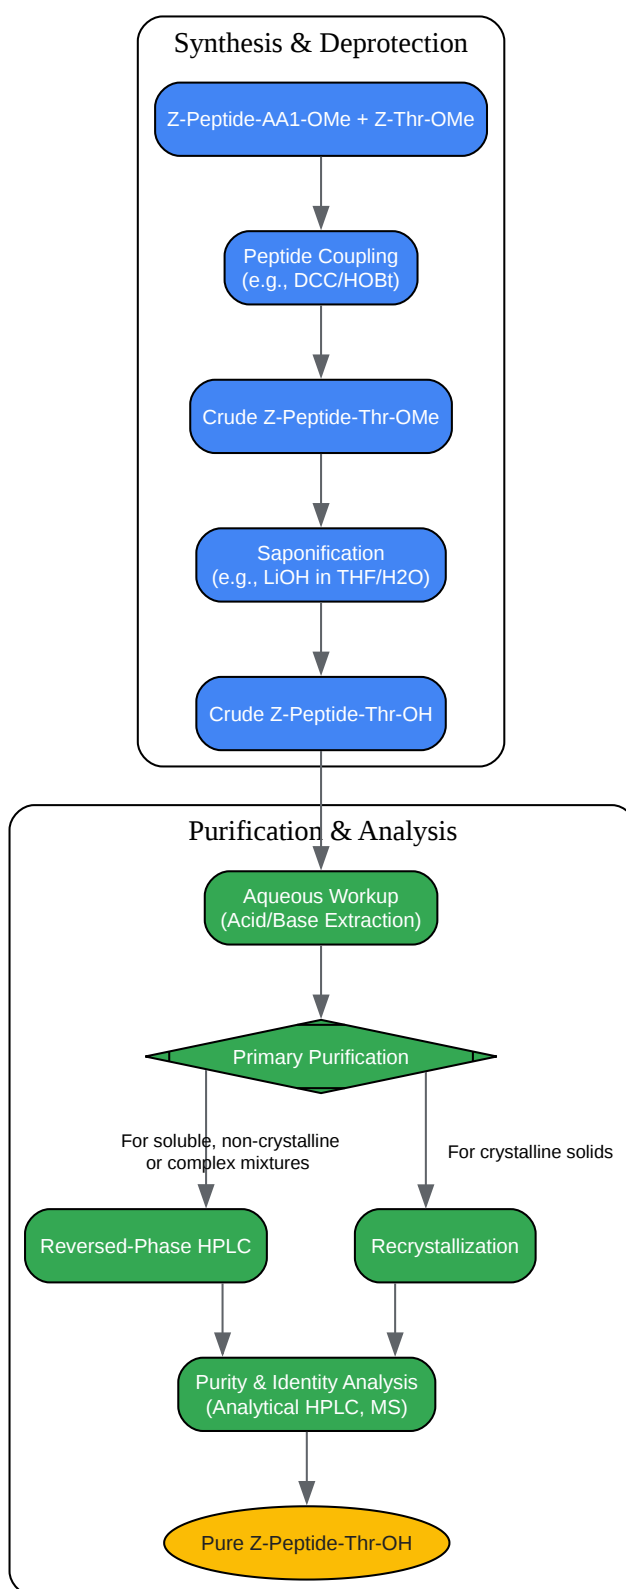 Synthesis & Deprotection
Z-Peptide-AA1-OMe + Z-Thr-OMe
Peptide Coupling
(e.g., DCC/HOBt)
Crude Z-Peptide-Thr-OMe
Saponification
(e.g., LiOH in THF/H2O)
Crude Z-Peptide-Thr-OH
Purification & Analysis
Aqueous Workup
(Acid/Base Extraction)
Primary Purification
For soluble, non-crystalline
or complex mixtures
For crystalline solids
Reversed-Phase HPLC
Recrystallization
Purity & Identity Analysis
(Analytical HPLC, MS)
Pure Z-Peptide-Thr-OH